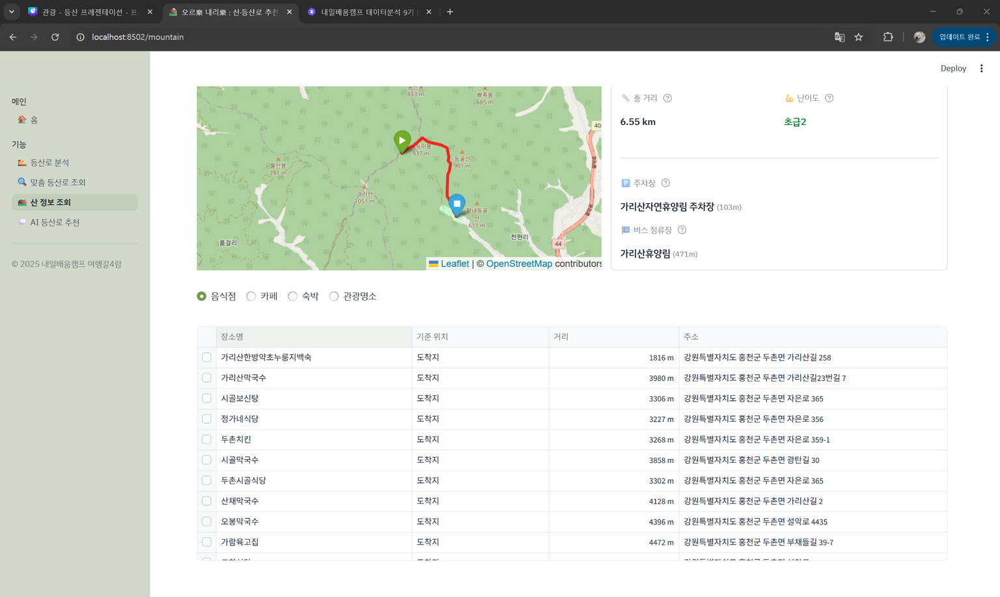 관광 - 등산 프레젠테이션 - 프
오르樂 내리樂 : 산·등산로 추천
내일배움캠프 데이터분석 9기
localhost:8502/mountain
업데이트 완료
Deploy
메인
홈
기능
등산로 분석
맞춤 등산로 조회
산 정보 조회
AI 등산로 추천
© 2025 내일배움캠프 여행갈4람
833 m
뾰족봉
685 m
937 m
등골산
901 m
물안봉
781 m
가리산
1051 m
평내등골
산
611 m
품걸리
천현리
44
설악로
설악로
Leaflet | © OpenStreetMap contributors
총 거리
난이도
6.55 km
초급2
주차장
가리산자연휴양림 주차장 (103m)
버스 정류장
가리산휴양림 (471m)
음식점
카페
숙박
관광명소
장소명 기준 위치 거리 주소
가리산한방약초누룽지백숙 도착지 1816 m 강원특별자치도 홍천군 두촌면 가리산길 258
가리산막국수 도착지 3980 m 강원특별자치도 홍천군 두촌면 가리산길23번길 7
시골보신탕 도착지 3306 m 강원특별자치도 홍천군 두촌면 자은로 365
정가네식당 도착지 3227 m 강원특별자치도 홍천군 두촌면 자은로 356
두촌치킨 도착지 3268 m 강원특별자치도 홍천군 두촌면 자은로 359-1
시골막국수 도착지 3858 m 강원특별자치도 홍천군 두촌면 광탄길 30
두촌시골식당 도착지 3302 m 강원특별자치도 홍천군 두촌면 자은로 365
산채막국수 도착지 4128 m 강원특별자치도 홍천군 두촌면 가리산길 2
오봉막국수 도착지 4396 m 강원특별자치도 홍천군 두촌면 설악로 4435
가람육고집 도착지 4472 m 강원특별자치도 홍천군 두촌면 부채들길 39-7